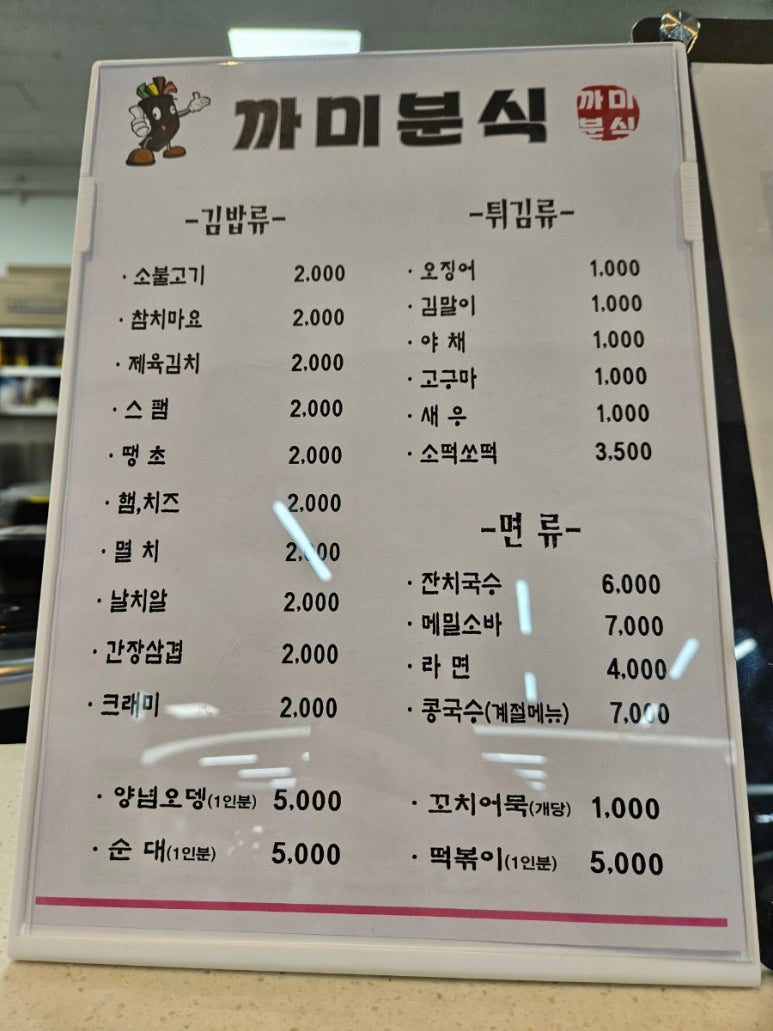 까미분식
까미
분식
-김밥류-
· 소불고기 2,000
· 참치마요 2,000
· 제육김치 2,000
· 스 팸 2,000
· 땡 초 2,000
· 햄,치즈 2,000
· 멸 치 2,000
· 날치알 2,000
· 간장삼겹 2,000
· 크래미 2,000
-튀김류-
· 오징어 1,000
· 김말이 1,000
· 야 채 1,000
· 고구마 1,000
· 새 우 1,000
· 소떡쏘떡 3,500
-면 류-
· 잔치국수 6,000
· 메밀소바 7,000
· 라 면 4,000
· 콩국수(계절메뉴) 7,000
· 양념오뎅(1인분) 5,000
· 순 대(1인분) 5,000
· 꼬치어묵(개당) 1,000
· 떡볶이(1인분) 5,000